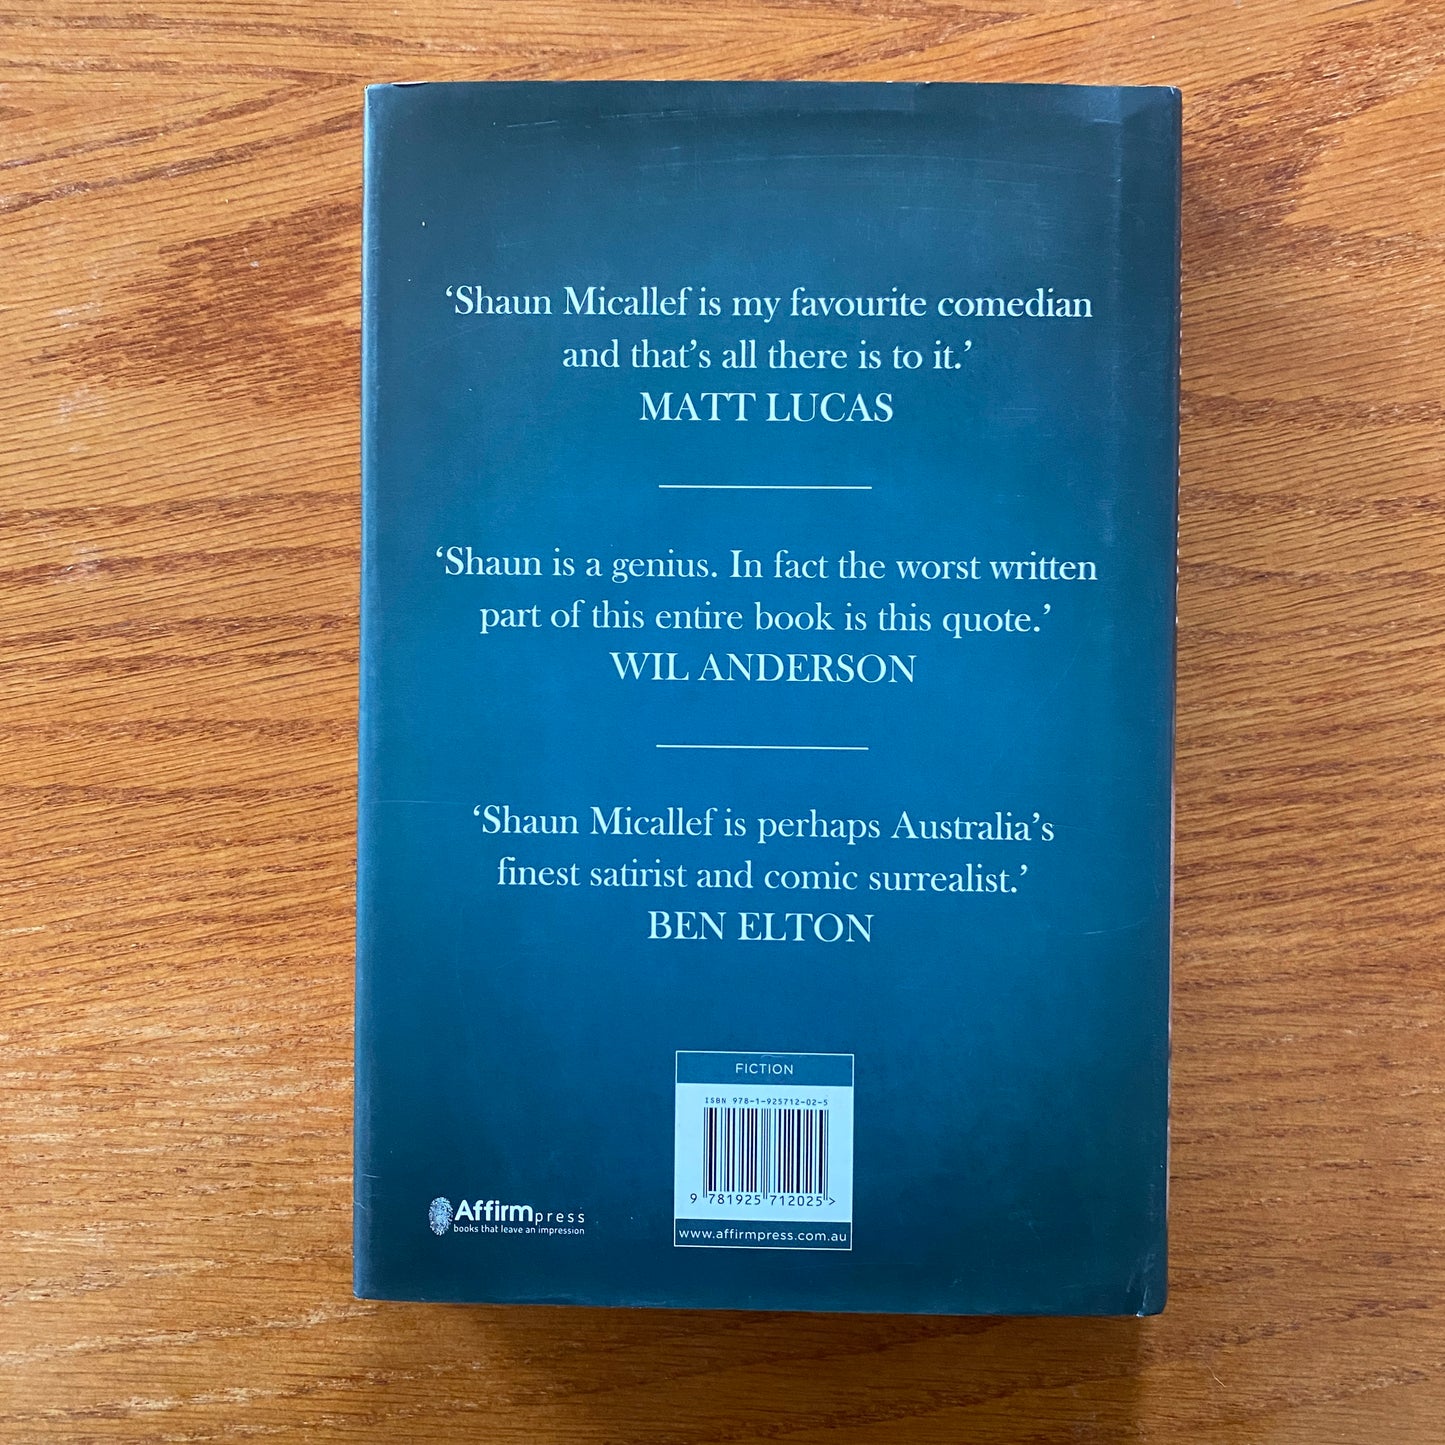 ‘Shaun Micallef is my favourite comedian
and that’s all there is to it.’
MATT LUCAS
‘Shaun is a genius. In fact the worst written
part of this entire book is this quote.’
WIL ANDERSON
‘Shaun Micallef is perhaps Australia’s
finest satirist and comic surrealist.’
BEN ELTON
FICTION
ISBN 978-1-925712-02-5
9 781925 712025 >
www.affirmpress.com.au
Affirmpress
books that leave an impression